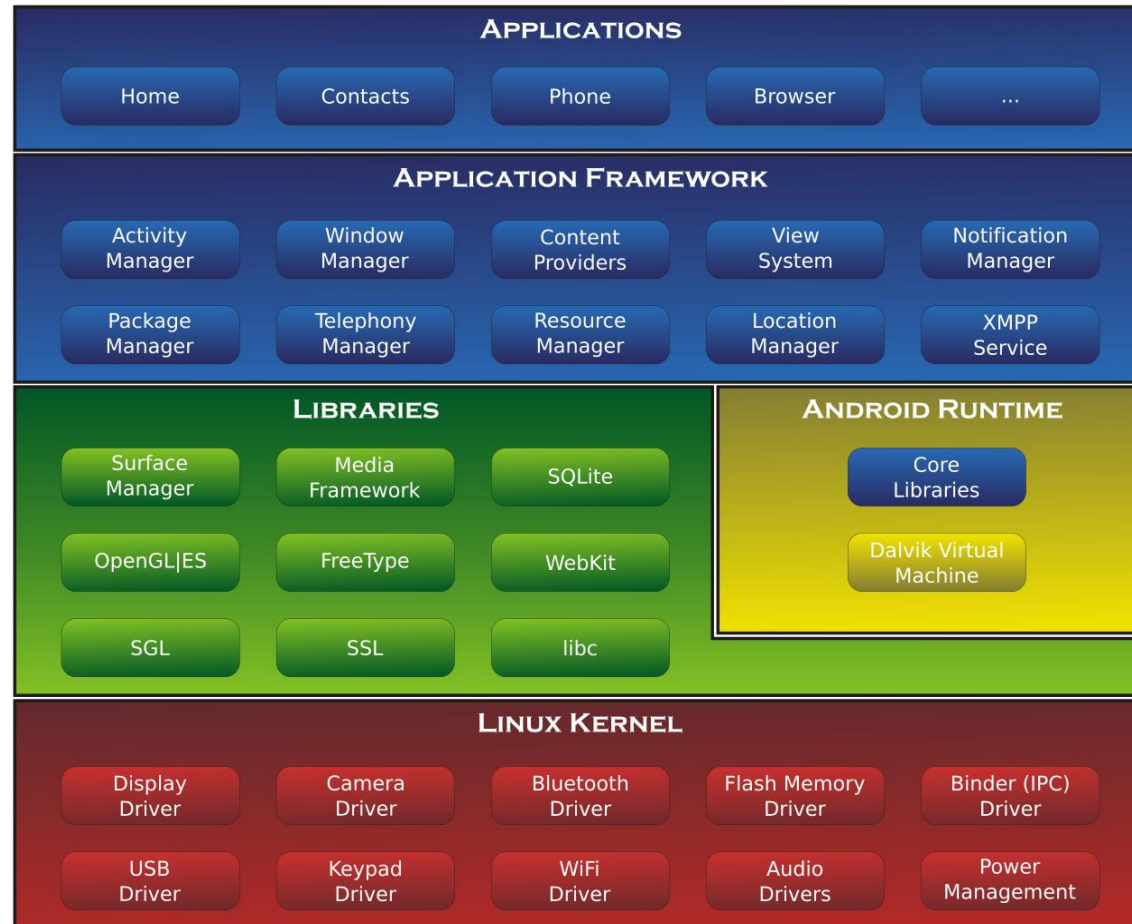 APPLICATIONS
Home
Contacts
Phone
Browser
...
APPLICATION FRAMEWORK
Activity
Manager
Window
Manager
Content
Providers
View
System
Notification
Manager
Package
Manager
Telephony
Manager
Resource
Manager
Location
Manager
XMPP
Service
LIBRARIES
Surface
Manager
Media
Framework
SQLite
OpenGL|ES
FreeType
WebKit
SGL
SSL
libc
ANDROID RUNTIME
Core
Libraries
Dalvik Virtual
Machine
LINUX KERNEL
Display
Driver
Camera
Driver
Bluetooth
Driver
Flash Memory
Driver
Binder (IPC)
Driver
USB
Driver
Keypad
Driver
WiFi
Driver
Audio
Drivers
Power
Management